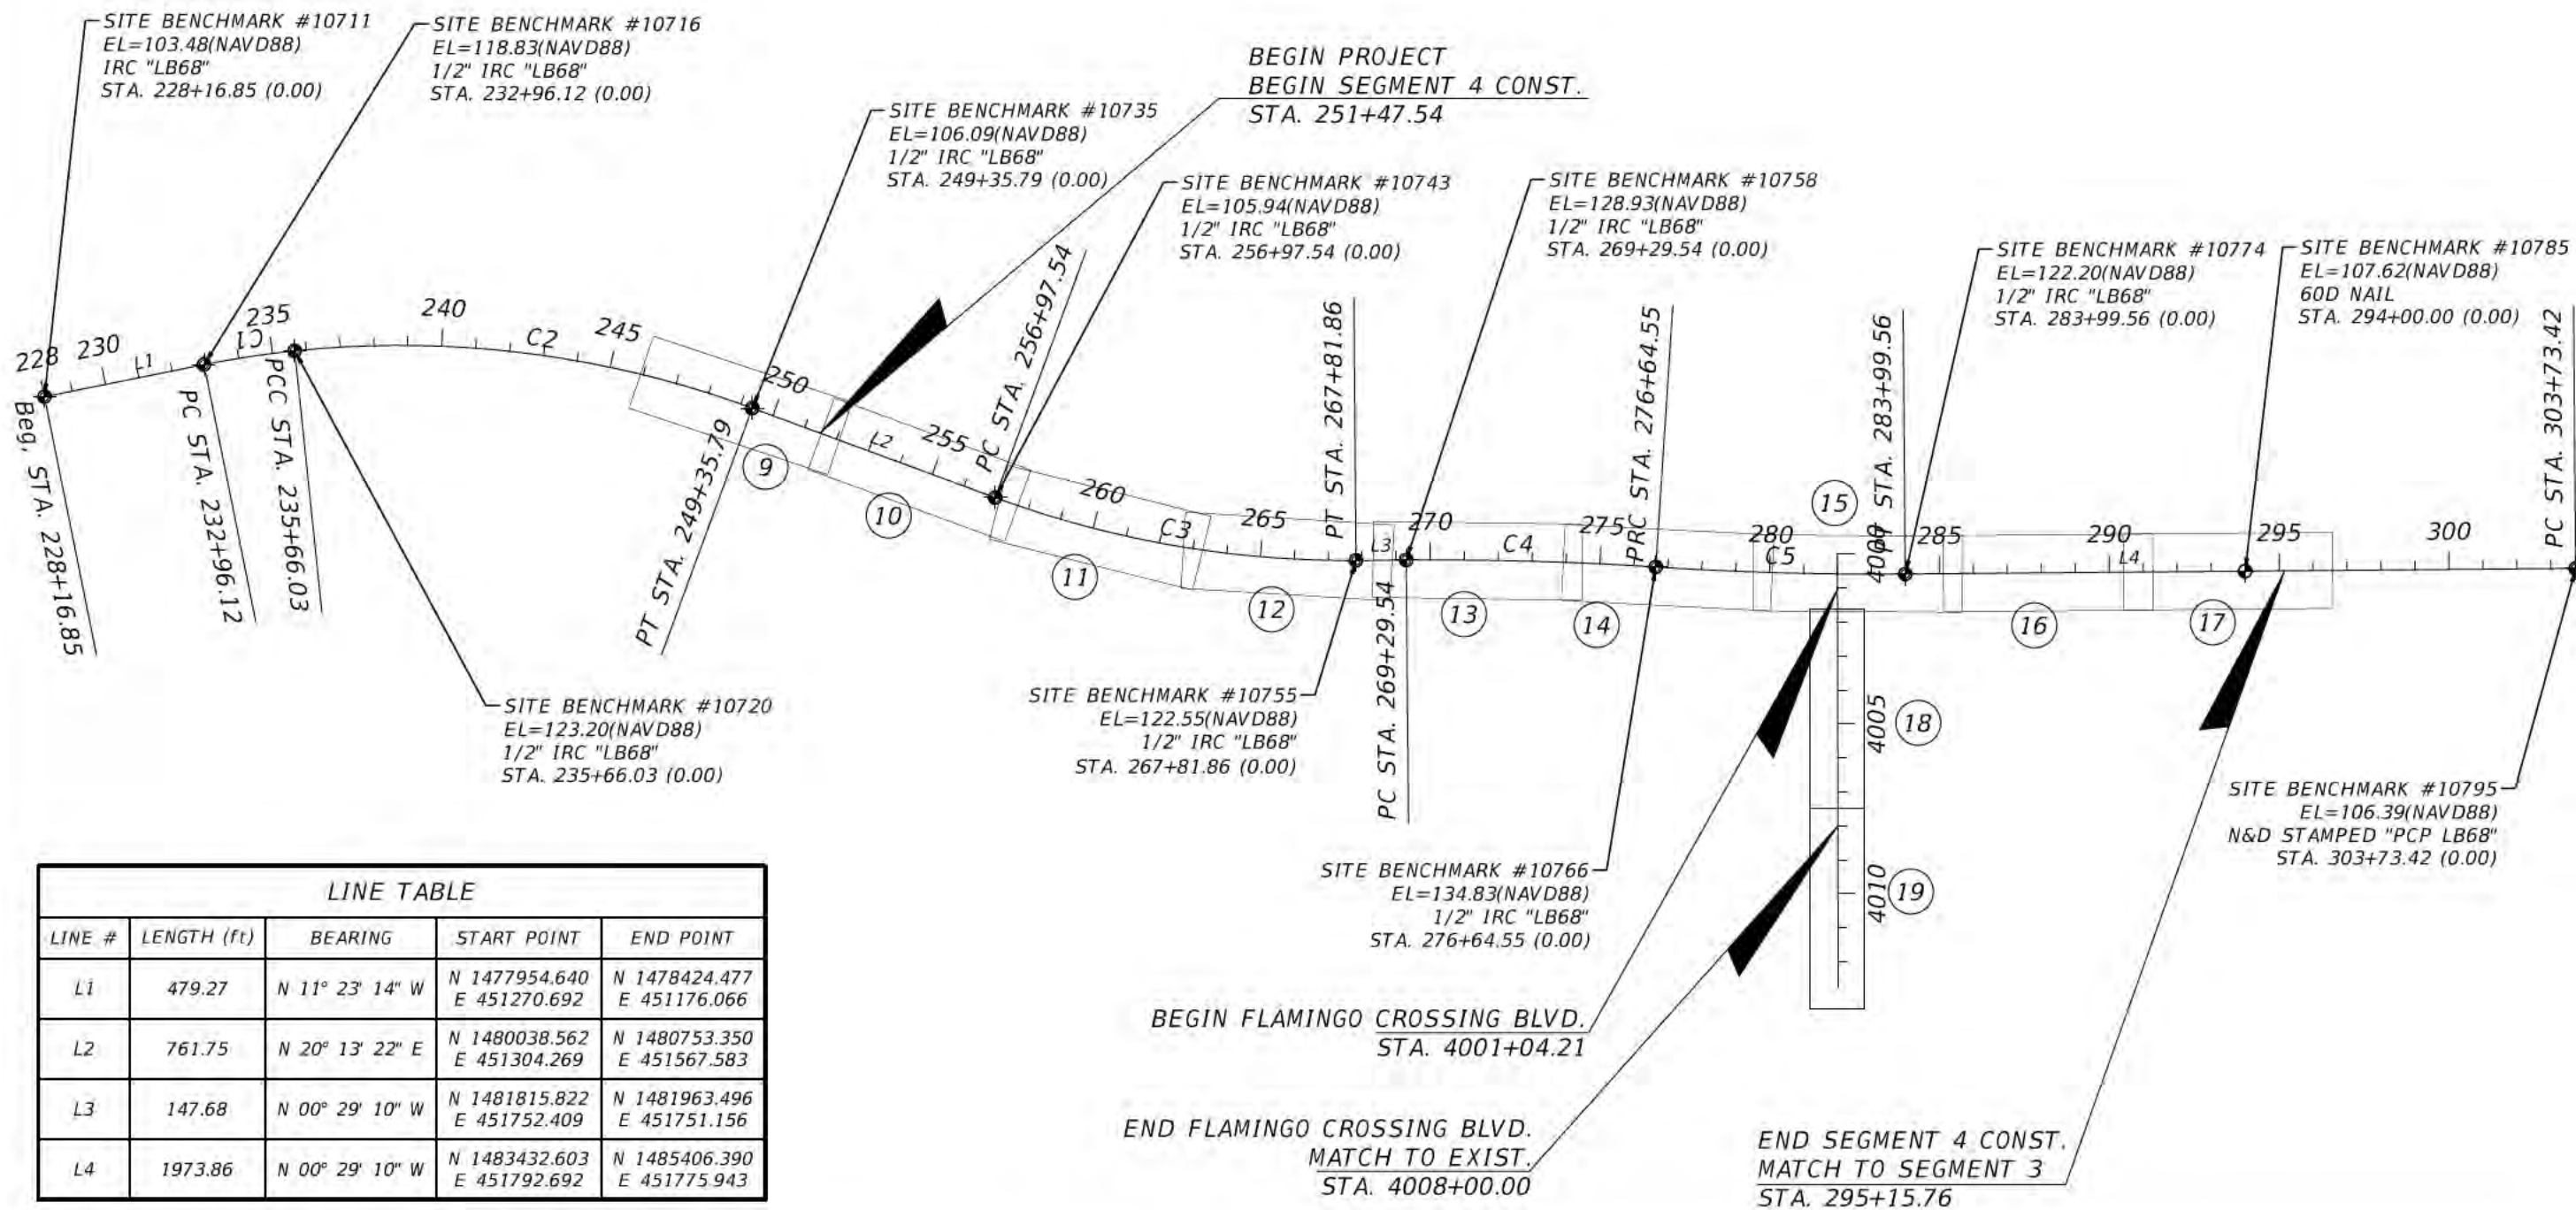 SITE BENCHMARK #10711
EL=103.48(NAVD88)
IRC "LB68"
STA. 228+16.85 (0.00)
SITE BENCHMARK #10716
EL=118.83(NAVD88)
1/2" IRC "LB68"
STA. 232+96.12 (0.00)
BEGIN PROJECT
BEGIN SEGMENT 4 CONST.
STA. 251+47.54
SITE BENCHMARK #10735
EL=106.09(NAVD88)
1/2" IRC "LB68"
STA. 249+35.79 (0.00)
SITE BENCHMARK #10743
EL=105.94(NAVD88)
1/2" IRC "LB68"
STA. 256+97.54 (0.00)
SITE BENCHMARK #10758
EL=128.93(NAVD88)
1/2" IRC "LB68"
STA. 269+29.54 (0.00)
SITE BENCHMARK #10774
EL=122.20(NAVD88)
1/2" IRC "LB68"
STA. 283+99.56 (0.00)
SITE BENCHMARK #10785
EL=107.62(NAVD88)
60D NAIL
STA. 294+00.00 (0.00)
228
230
L1
C1
235
240
C2
245
250
L2
255
260
C3
265
L3
270
C4
275
280
C5
285
290
L4
295
300
Beg. STA. 228+16.85
PC STA. 232+96.12
PCC STA. 235+66.03
PT STA. 249+35.79
PC STA. 256+97.54
PT STA. 267+81.86
PC STA. 269+29.54
PRC STA. 276+64.55
PT STA. 283+99.56
PC STA. 303+73.42
9
10
11
12
13
14
15
16
17
18
19
4000
4005
4010
SITE BENCHMARK #10720
EL=123.20(NAVD88)
1/2" IRC "LB68"
STA. 235+66.03 (0.00)
SITE BENCHMARK #10755
EL=122.55(NAVD88)
1/2" IRC "LB68"
STA. 267+81.86 (0.00)
SITE BENCHMARK #10766
EL=134.83(NAVD88)
1/2" IRC "LB68"
STA. 276+64.55 (0.00)
SITE BENCHMARK #10795
EL=106.39(NAVD88)
N&D STAMPED "PCP LB68"
STA. 303+73.42 (0.00)
BEGIN FLAMINGO CROSSING BLVD.
STA. 4001+04.21
END FLAMINGO CROSSING BLVD.
MATCH TO EXIST.
STA. 4008+00.00
END SEGMENT 4 CONST.
MATCH TO SEGMENT 3
STA. 295+15.76
LINE TABLE
LINE # LENGTH (ft) BEARING START POINT END POINT
L1 479.27 N 11° 23' 14" W N 1477954.640 N 1478424.477
E 451270.692 E 451176.066
L2 761.75 N 20° 13' 22" E N 1480038.562 N 1480753.350
E 451304.269 E 451567.583
L3 147.68 N 00° 29' 10" W N 1481815.822 N 1481963.496
E 451752.409 E 451751.156
L4 1973.86 N 00° 29' 10" W N 1483432.603 N 1485406.390
E 451792.692 E 451775.943